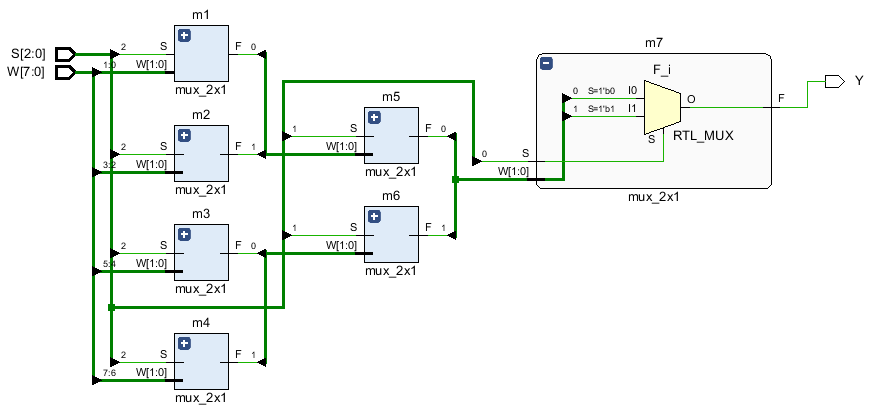 m1
S[2:0]
W[7:0]
2 S F 0
1:0 W[1:0]
mux_2x1
m2
2 S F 1
3:2 W[1:0]
mux_2x1
m3
2 S F 0
5:4 W[1:0]
mux_2x1
m4
2 S F 1
7:6 W[1:0]
mux_2x1
m5
1 S F 0
W[1:0]
mux_2x1
m6
1 S F 1
W[1:0]
mux_2x1
m7
F_i
0 S=1'b0 I0
1 S=1'b1 I1
O
S
RTL_MUX
0 S
W[1:0]
F
mux_2x1
Y